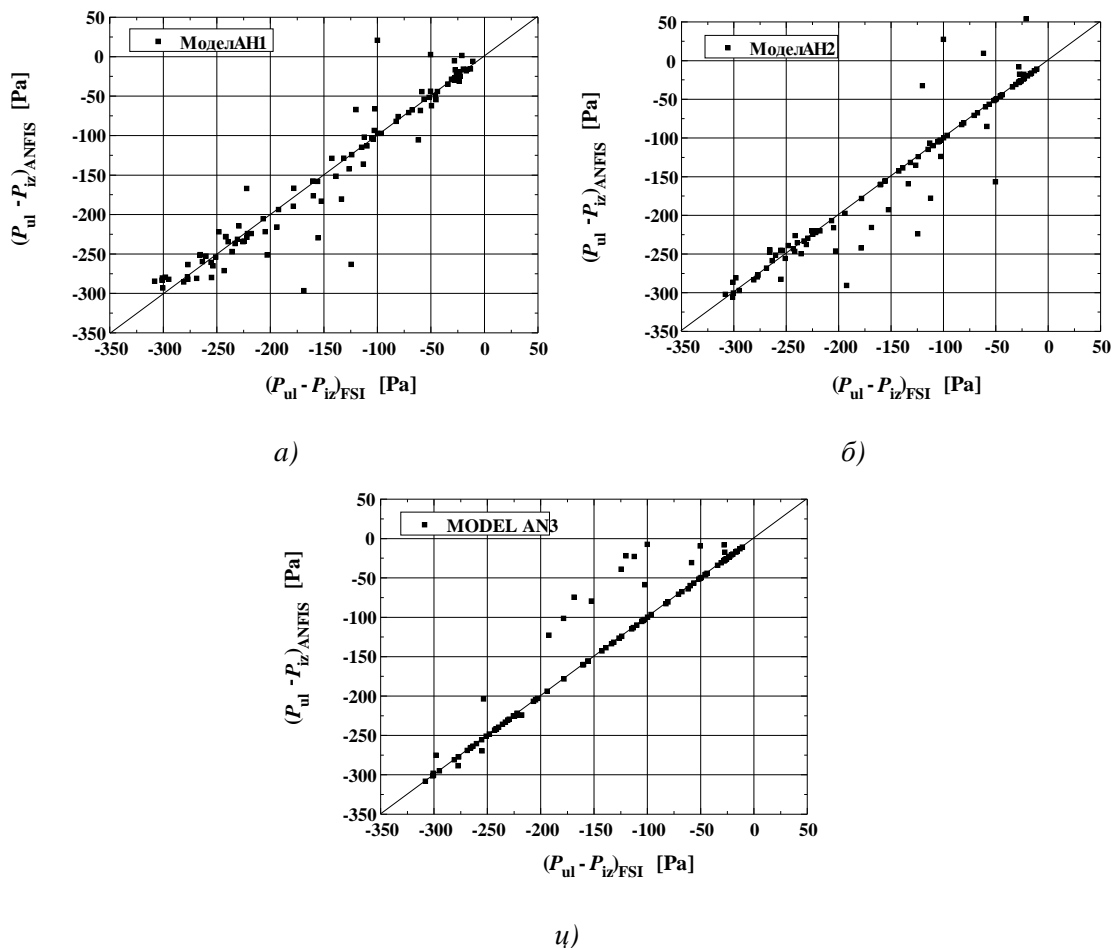 50
0
-50
-100
-150
-200
-250
-300
-350
МоделАН1
(P_ul - P_iz)_ANFIS [Pa]
-350 -300 -250 -200 -150 -100 -50 0 50
(P_ul - P_iz)_FSI [Pa]
а)
50
0
-50
-100
-150
-200
-250
-300
-350
МоделАН2
(P_ul - P_iz)_ANFIS [Pa]
-350 -300 -250 -200 -150 -100 -50 0 50
(P_ul - P_iz)_FSI [Pa]
б)
50
0
-50
-100
-150
-200
-250
-300
-350
MODEL AN3
(P_ul - P_iz)_ANFIS [Pa]
-350 -300 -250 -200 -150 -100 -50 0 50
(P_ul - P_iz)_FSI [Pa]
ц)